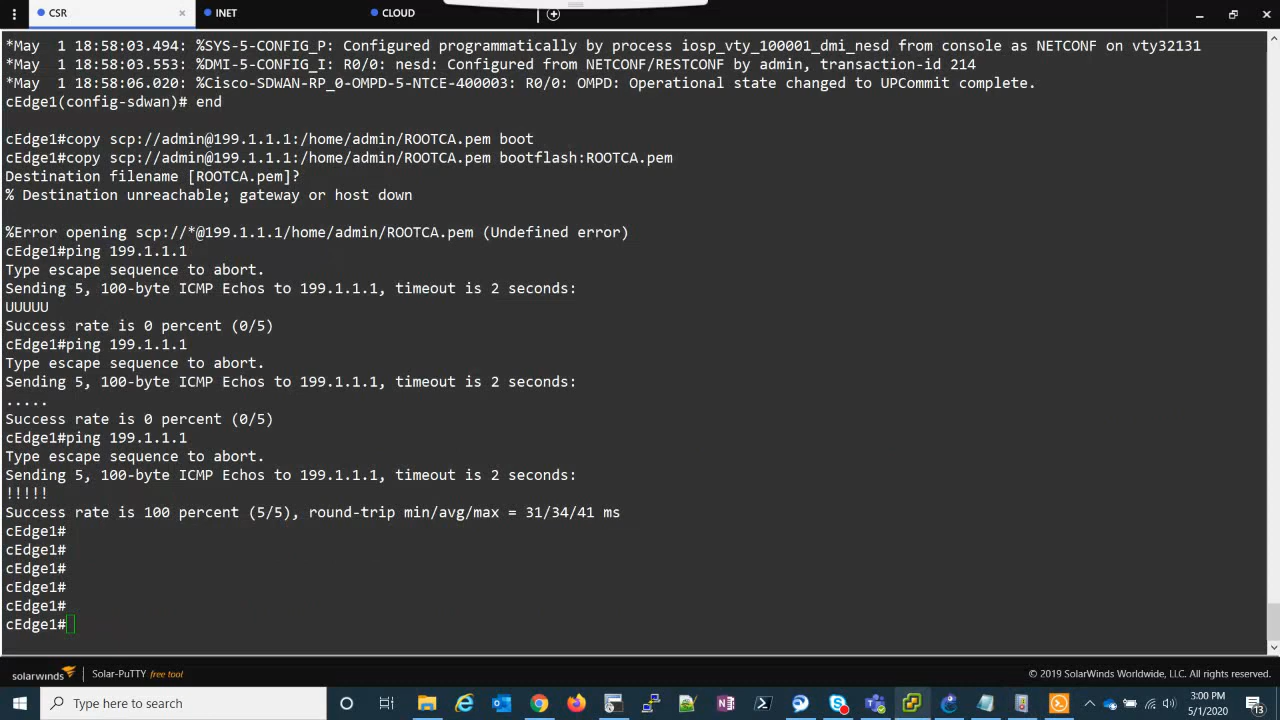 CSR × INET CLOUD
*May  1 18:58:03.494: %SYS-5-CONFIG_P: Configured programmatically by process iosp_vty_100001_dmi_nesd from console as NETCONF on vty32131
*May  1 18:58:03.553: %DMI-5-CONFIG_I: R0/0: nesd: Configured from NETCONF/RESTCONF by admin, transaction-id 214
*May  1 18:58:06.020: %Cisco-SDWAN-RP_0-OMPD-5-NTCE-400003: R0/0: OMPD: Operational state changed to UPCommit complete.
cEdge1(config-sdwan)# end
cEdge1#copy scp://admin@199.1.1.1:/home/admin/ROOTCA.pem boot
cEdge1#copy scp://admin@199.1.1.1:/home/admin/ROOTCA.pem bootflash:ROOTCA.pem
Destination filename [ROOTCA.pem]?
% Destination unreachable; gateway or host down
%Error opening scp://*@199.1.1.1/home/admin/ROOTCA.pem (Undefined error)
cEdge1#ping 199.1.1.1
Type escape sequence to abort.
Sending 5, 100-byte ICMP Echos to 199.1.1.1, timeout is 2 seconds:
UUUUU
Success rate is 0 percent (0/5)
cEdge1#ping 199.1.1.1
Type escape sequence to abort.
Sending 5, 100-byte ICMP Echos to 199.1.1.1, timeout is 2 seconds:
.....
Success rate is 0 percent (0/5)
cEdge1#ping 199.1.1.1
Type escape sequence to abort.
Sending 5, 100-byte ICMP Echos to 199.1.1.1, timeout is 2 seconds:
!!!!!
Success rate is 100 percent (5/5), round-trip min/avg/max = 31/34/41 ms
cEdge1#
cEdge1#
cEdge1#
cEdge1#
cEdge1#
cEdge1#
solarwinds Solar-PuTTY free tool © 2019 SolarWinds Worldwide, LLC. All rights reserved.
Type here to search 3:00 PM
5/1/2020 13